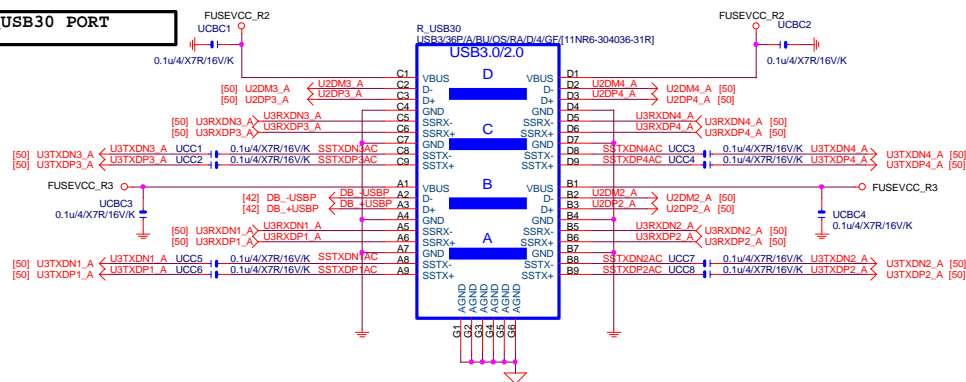 USB30 PORT
FUSEVCC_R2
UCBC1
0.1u/4/X7R/16V/K
R_USB30
USB3/36P/A/BU/OS/RA/D/4/GF/[11NR6-304036-31R]
USB3.0/2.0
FUSEVCC_R2
UCBC2
0.1u/4/X7R/16V/K
C1 VBUS D VBUS D1
[50] U2DM3_A U2DM3_A C2 D- D- D2 U2DM4_A U2DM4_A [50]
[50] U2DP3_A U2DP3_A C3 D+ D+ D3 U2DP4_A U2DP4_A [50]
C4 GND GND D4
[50] U3RXDN3_A U3RXDN3_A C5 SSRX- SSRX- D5 U3RXDN4_A U3RXDN4_A [50]
[50] U3RXDP3_A U3RXDP3_A C6 SSRX+ C SSRX+ D6 U3RXDP4_A U3RXDP4_A [50]
C7 GND GND D7
[50] U3TXDN3_A U3TXDN3_A UCC1 0.1u/4/X7R/16V/K SSTXDN3AC C8 SSTX- SSTX- D8 SSTXDN4AC UCC3 0.1u/4/X7R/16V/K U3TXDN4_A U3TXDN4_A [50]
[50] U3TXDP3_A U3TXDP3_A UCC2 0.1u/4/X7R/16V/K SSTXDP3AC C9 SSTX+ SSTX+ D9 SSTXDP4AC UCC4 0.1u/4/X7R/16V/K U3TXDP4_A U3TXDP4_A [50]
FUSEVCC_R3 A1 VBUS B VBUS B1 FUSEVCC_R3
[42] DB_-USBP DB_-USBP A2 D- D- B2 U2DM2_A U2DM2_A [50]
[42] DB_+USBP DB_+USBP A3 D+ D+ B3 U2DP2_A U2DP2_A [50]
UCBC3
0.1u/4/X7R/16V/K
A4 GND GND B4
UCBC4
0.1u/4/X7R/16V/K
[50] U3RXDN1_A U3RXDN1_A A5 SSRX- SSRX- B5 U3RXDN2_A U3RXDN2_A [50]
[50] U3RXDP1_A U3RXDP1_A A6 SSRX+ A SSRX+ B6 U3RXDP2_A U3RXDP2_A [50]
A7 GND GND B7
[50] U3TXDN1_A U3TXDN1_A UCC5 0.1u/4/X7R/16V/K SSTXDN1AC A8 SSTX- SSTX- B8 SSTXDN2AC UCC7 0.1u/4/X7R/16V/K U3TXDN2_A U3TXDN2_A [50]
[50] U3TXDP1_A U3TXDP1_A UCC6 0.1u/4/X7R/16V/K SSTXDP1AC A9 SSTX+ SSTX+ B9 SSTXDP2AC UCC8 0.1u/4/X7R/16V/K U3TXDP2_A U3TXDP2_A [50]
AGND AGND AGND AGND AGND AGND
G1 G2 G3 G4 G5 G6